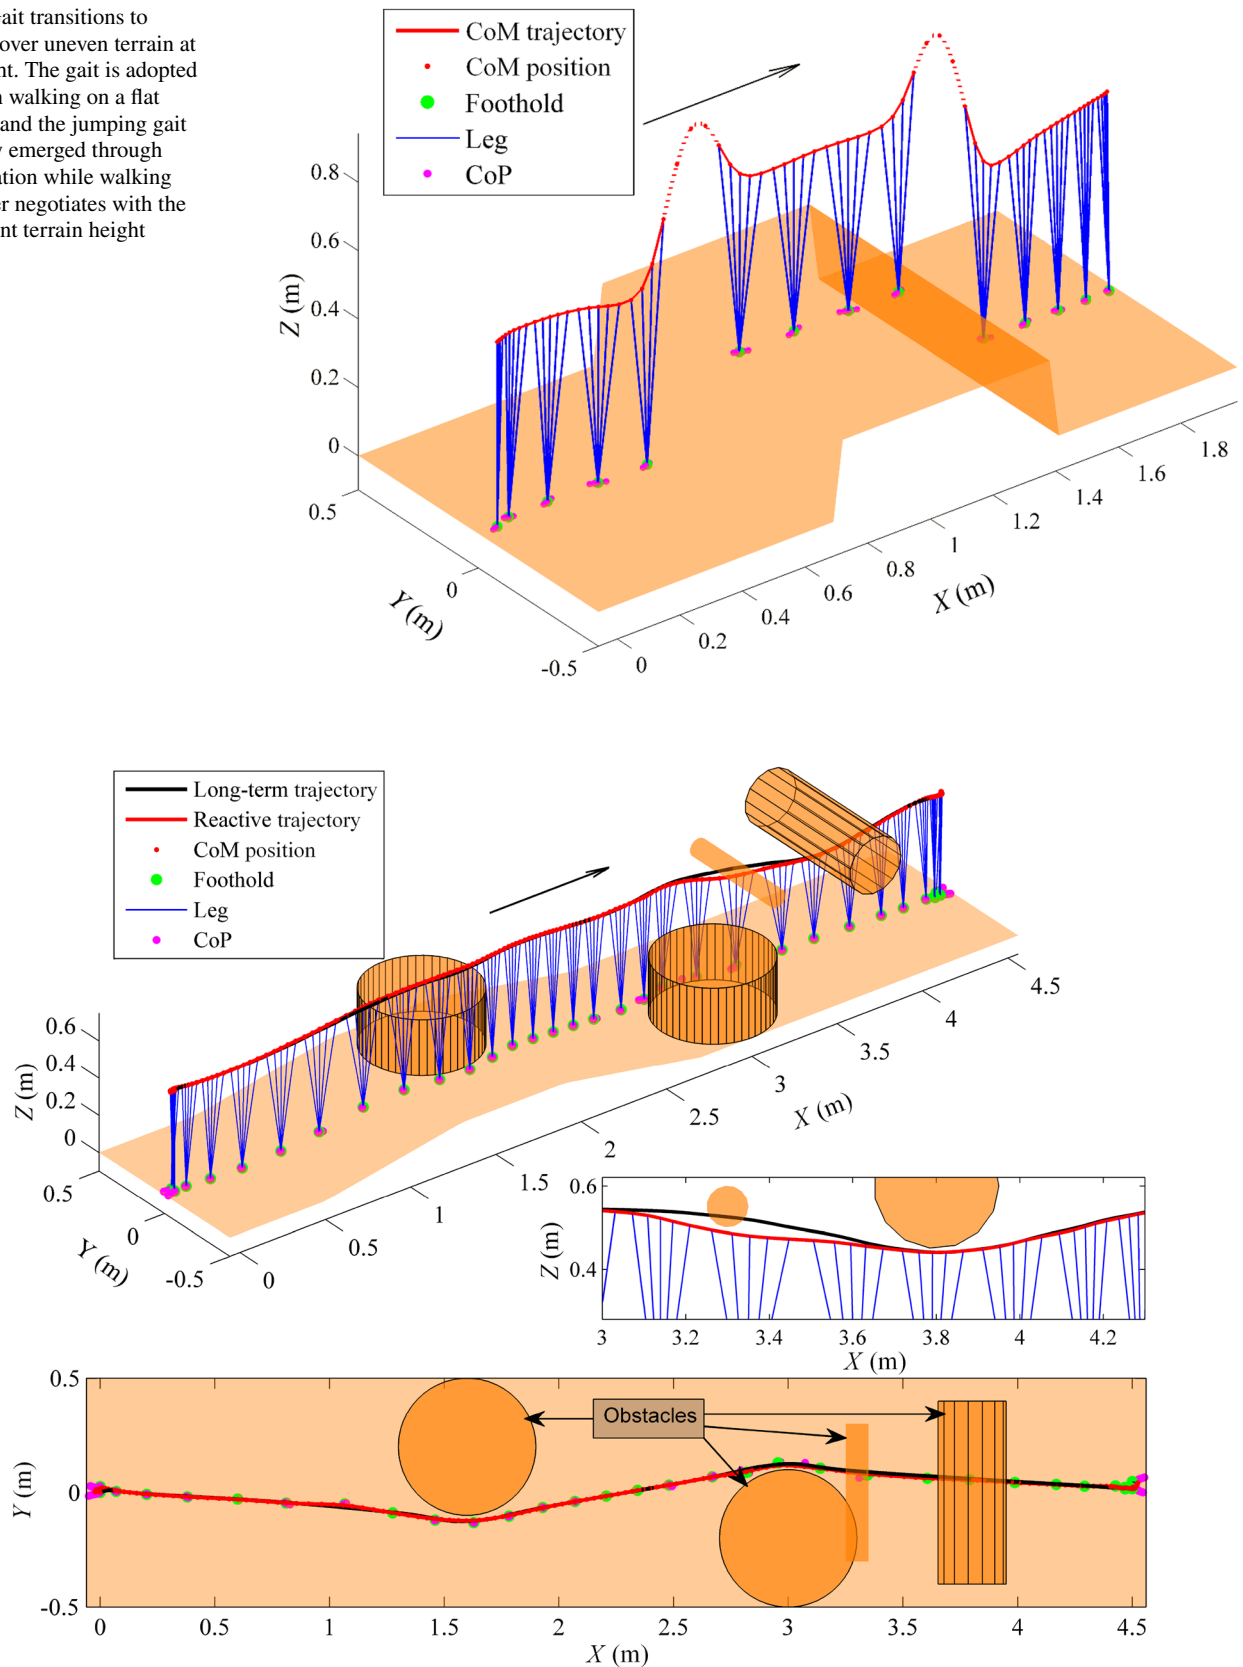 ait transitions to
over uneven terrain at
nt. The gait is adopted
n walking on a flat
and the jumping gait
y emerged through
ation while walking
er negotiates with the
nt terrain height
CoM trajectory
CoM position
Foothold
Leg
CoP
0.8
0.6
0.4
0.2
0
Z (m)
0.5
0
-0.5
Y (m)
0
0.2
0.4
0.6
0.8
1
1.2
1.4
1.6
1.8
X (m)
Long-term trajectory
Reactive trajectory
CoM position
Foothold
Leg
CoP
0.6
0.4
0.2
0
Z (m)
0.5
0
-0.5
Y (m)
0
0.5
1
1.5
2
2.5
3
3.5
4
4.5
X (m)
0.6
0.4
Z (m)
3 3.2 3.4 3.6 3.8 4 4.2
X (m)
0.5
0
-0.5
Y (m)
Obstacles
0 0.5 1 1.5 2 2.5 3 3.5 4 4.5
X (m)